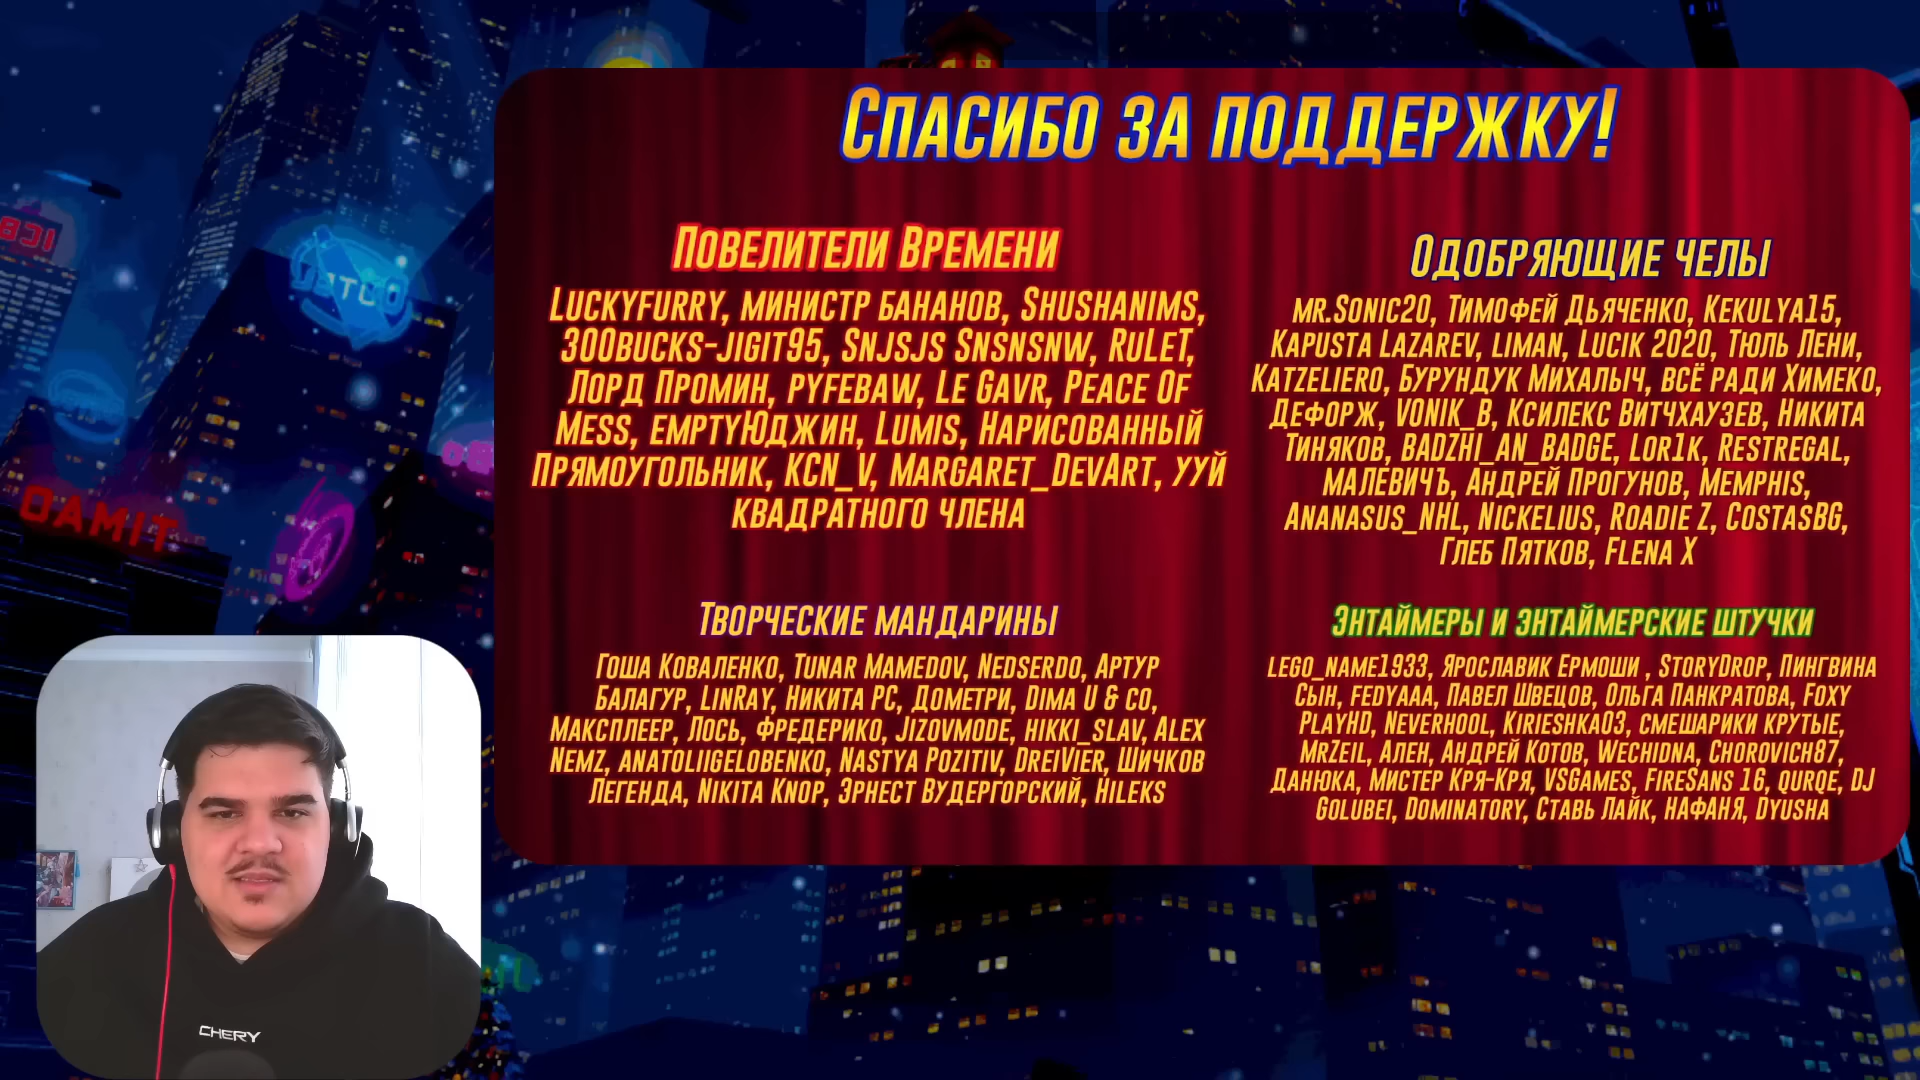 Спасибо за поддержку!
Повелители Времени
Luckyfurry, министр бананов, Shushanims,
300bucks-jigit95, Snjsjs Snsnsnw, RuLeT,
Лорд Промин, pyfebaw, Le Gavr, Peace Of
Mess, emptyЮджин, Lumis, Нарисованный
Прямоугольник, KCN_V, Margaret_DevArt, ууй
квадратного члена
Одобряющие челы
mr.Sonic20, Тимофей Дьяченко, Kekulya15,
Kapusta Lazarev, liman, Lucik 2020, Тюль Лени,
Katzeliero, Бурундук Михалыч, всё ради Химеко,
Дефорж, VONIK_B, Ксилекс Витчхаузев, Никита
Тиняков, BADZHI_AN_BADGE, Lor1k, Restregal,
МАЛЕВИЧЪ, Андрей Прогунов, Memphis,
Ananasus_NHL, Nickelius, Roadie Z, CostasBG,
Глеб Пятков, Flena X
Творческие мандарины
Гоша Коваленко, Tunar Mamedov, Nedserdo, Артур
Балагур, LinRay, Никита РС, Дометри, Dima U & co,
Максплеер, Лось, Фредерико, Jizovmode, hikki_slav, Alex
Nemz, anatoliigelobenko, Nastya Pozitiv, DreiVier, Шичков
Легенда, Nikita Knop, Эрнест Вудергорский, Hileks
Энтаймеры и энтаймерские штучки
lego_name1933, Ярославик Ермоши , StoryDrop, Пингвина
Сын, fedyaaa, Павел Швецов, Ольга Панкратова, Foxy
PlayHD, Neverhool, Kirieshka03, смешарики крутые,
MrZeil, Ален, Андрей Котов, Wechidna, Chorovich87,
Данюка, Мистер Кря-Кря, VSGames, FireSans 16, qurqe, DJ
Golubei, Dominatory, Ставь Лайк, НАФАНЯ, Dyusha
CHERY